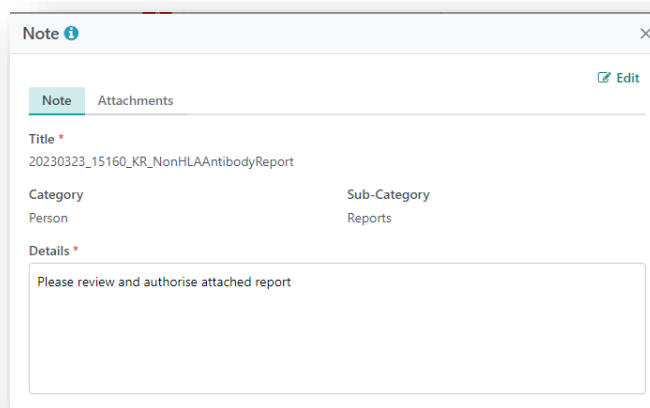 Note
Edit
Note Attachments
Title *
20230323_15160_KR_NonHLAAntibodyReport
Category Sub-Category
Person Reports
Details *
Please review and authorise attached report